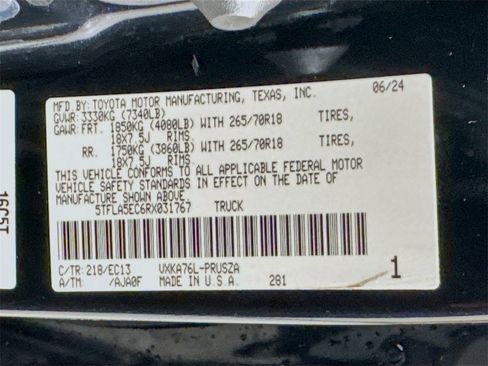 MFD.BY:TOYOTA MOTOR MANUFACTURING, TEXAS, INC. 06/24
GVWR:3330KG (7340LB)
GAWR:FRT. 1850KG (4080LB) WITH 265/70R18 TIRES,
18X7.5J RIMS,
RR. 1750KG (3860LB) WITH 265/70R18 TIRES,
18X7.5J RIMS.
THIS VEHICLE CONFORMS TO ALL APPLICABLE FEDERAL MOTOR
VEHICLE SAFETY STANDARDS IN EFFECT ON THE DATE OF
MANUFACTURE SHOWN ABOVE
5TFLA5EC6RX031767 TRUCK
C/TR:218/EC13 VXKA76L-PRUSZA
A/TM: /AJA0F MADE IN U.S.A. 281 1